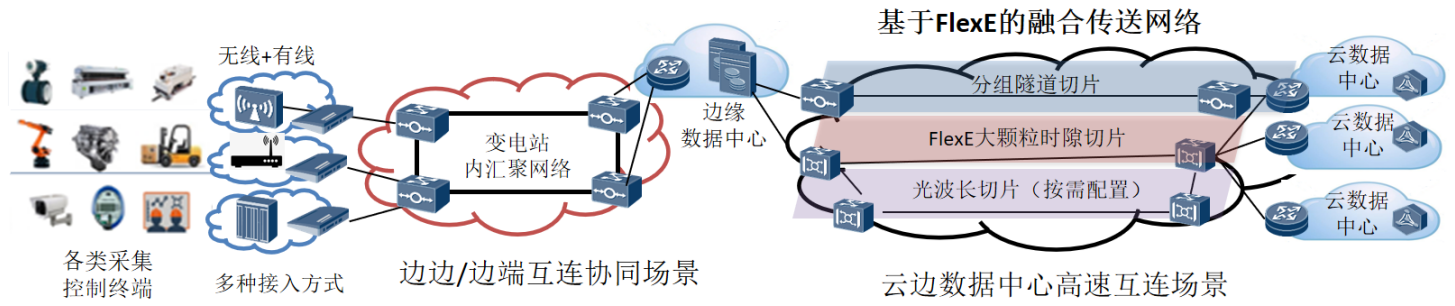 基于FlexE的融合传送网络
无线+有线
各类采集
控制终端
多种接入方式
变电站
内汇聚网络
边边/边端互连协同场景
边缘
数据中心
分组隧道切片
FlexE大颗粒时隙切片
光波长切片（按需配置）
云数据
中心
云数据
中心
云数据
中心
云边数据中心高速互连场景